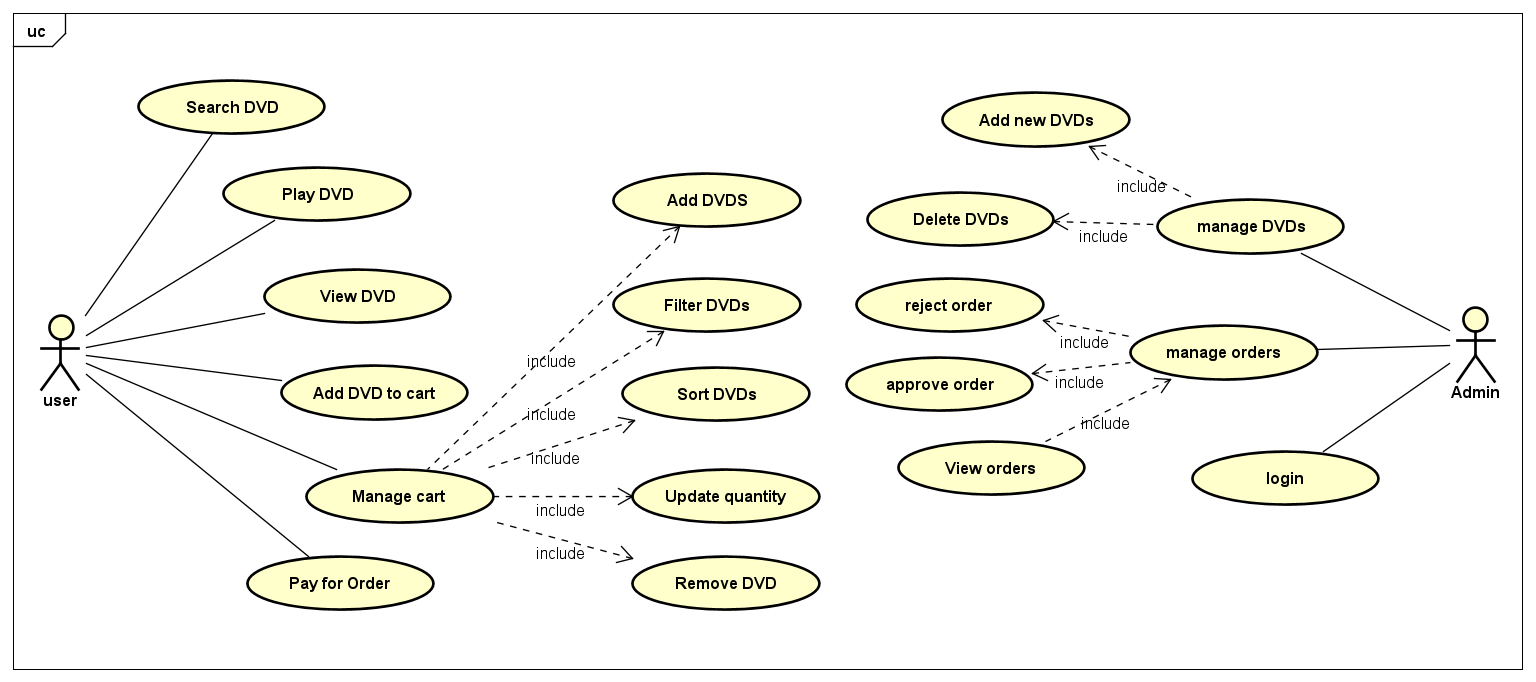 uc
Search DVD
Play DVD
View DVD
Add DVD to cart
Manage cart
Pay for Order
user
Add DVDS
Filter DVDs
Sort DVDs
Update quantity
Remove DVD
include
include
include
include
include
Add new DVDs
Delete DVDs
manage DVDs
include
include
reject order
approve order
View orders
manage orders
include
include
include
login
Admin